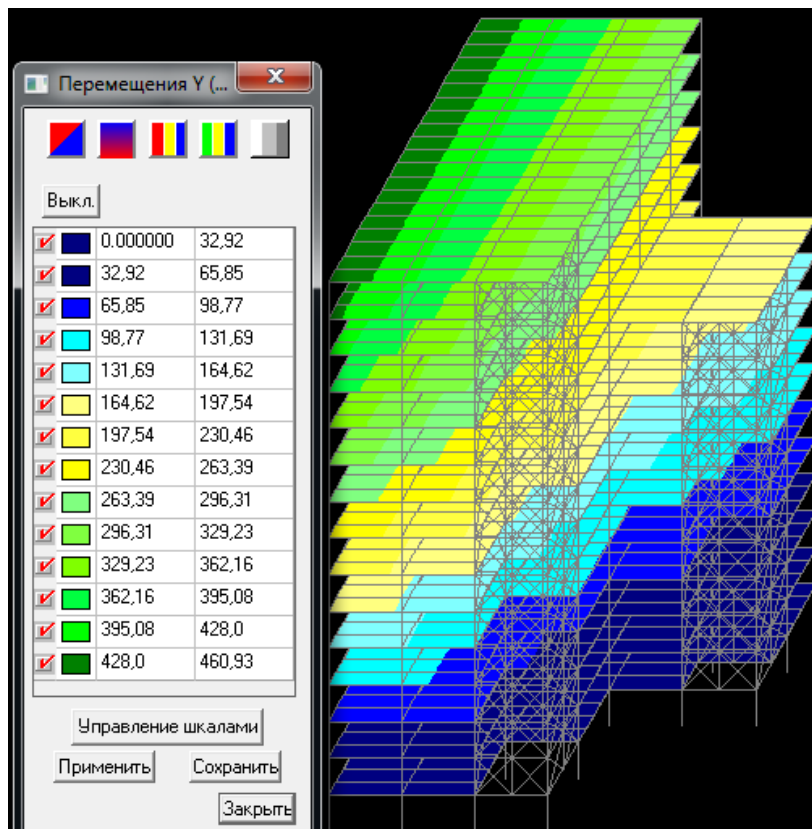 Перемещения Y (...
Выкл.
0.000000 32,92
32,92 65,85
65,85 98,77
98,77 131,69
131,69 164,62
164,62 197,54
197,54 230,46
230,46 263,39
263,39 296,31
296,31 329,23
329,23 362,16
362,16 395,08
395,08 428,0
428,0 460,93
Управление шкалами
Применить Сохранить
Закрыть